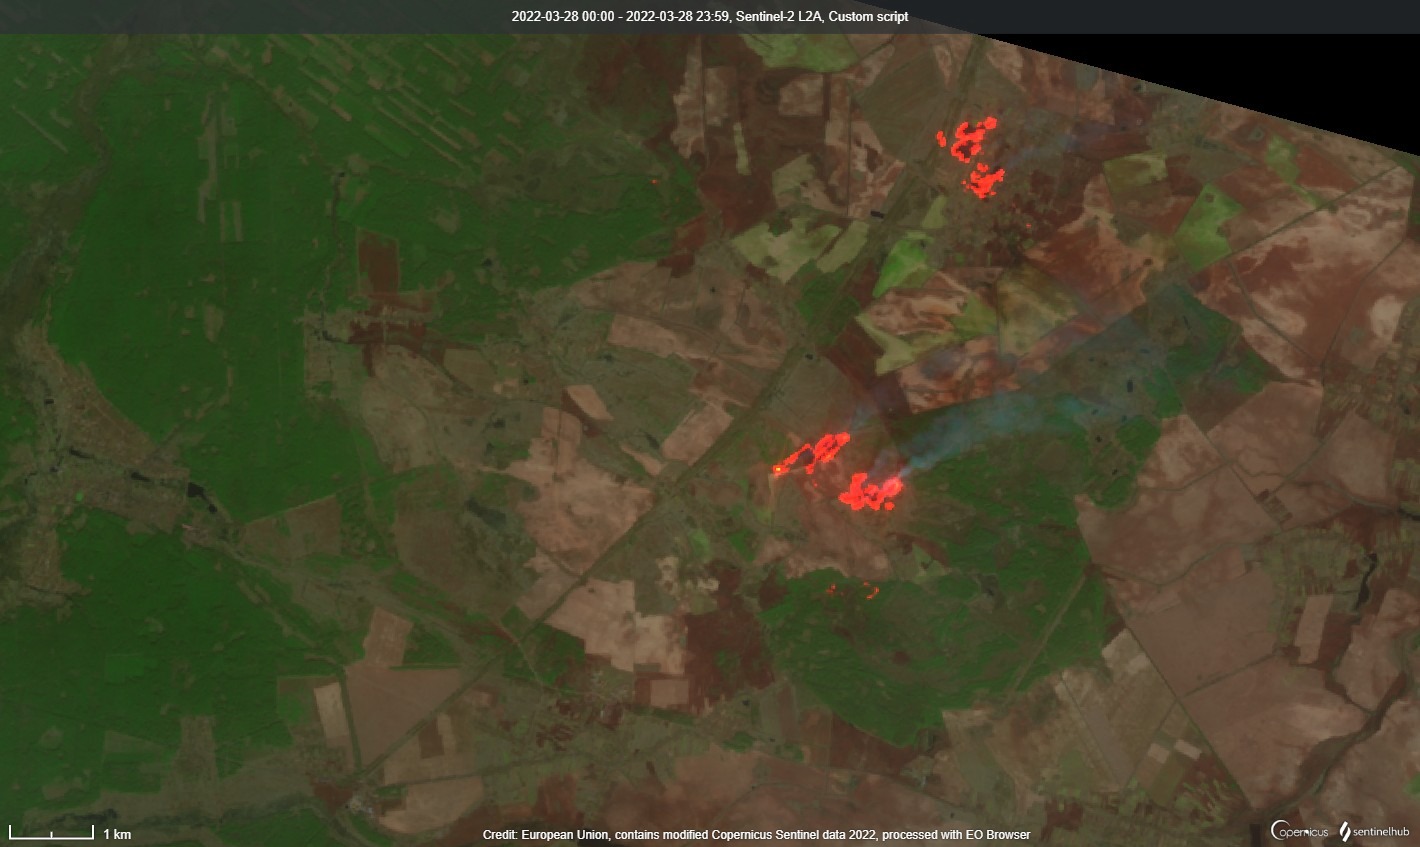 2022-03-28 00:00 - 2022-03-28 23:59, Sentinel-2 L2A, Custom script
1 km
Credit: European Union, contains modified Copernicus Sentinel data 2022, processed with EO Browser
opernicus
sentinelhub